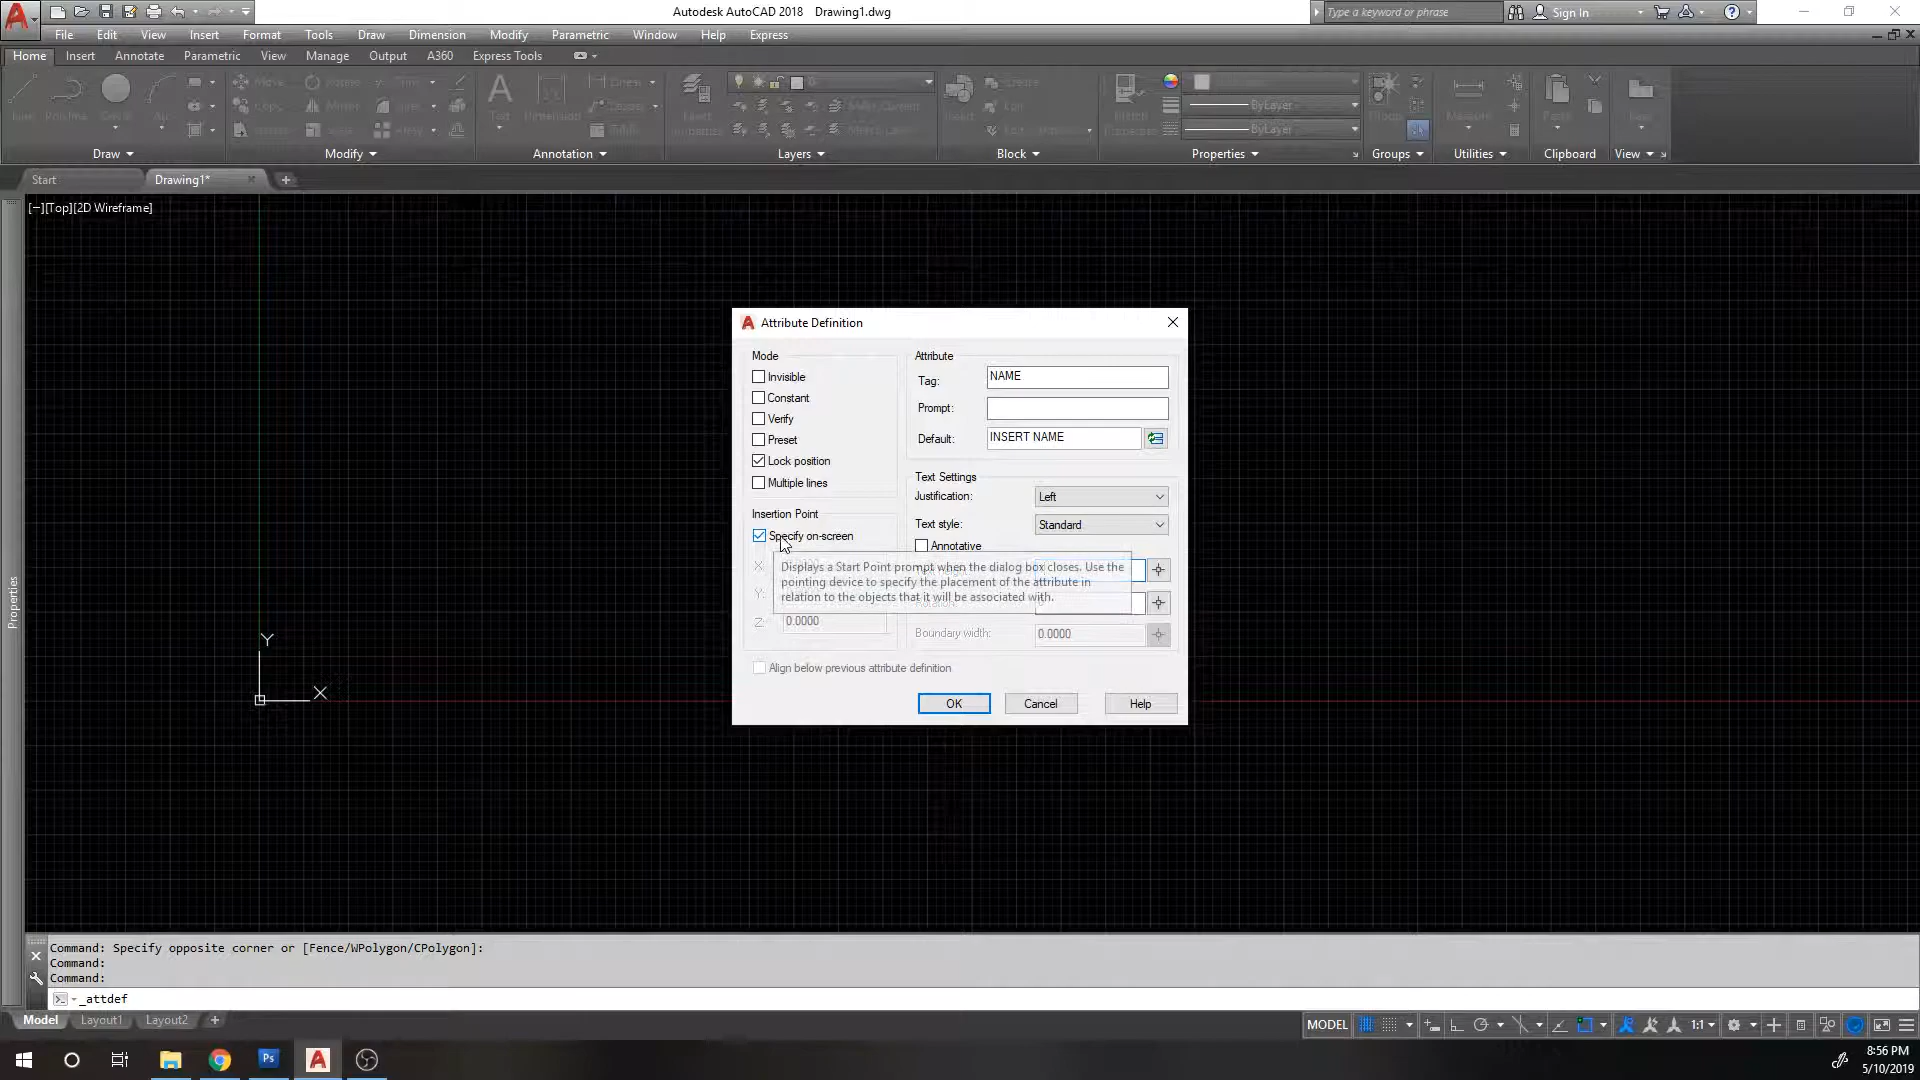 Autodesk AutoCAD 2018 Drawing1.dwg
Type a keyword or phrase
Sign In
File Edit View Insert Format Tools Draw Dimension Modify Parametric Window Help Express
Home Insert Annotate Parametric View Manage Output A360 Express Tools
ByLayer
ByLayer
Draw Modify Annotation Layers Block Properties Groups Utilities Clipboard View
Start Drawing1*
[−][Top][2D Wireframe]
Attribute Definition
Mode
Invisible
Constant
Verify
Preset
Lock position
Multiple lines
Insertion Point
Specify on-screen
Attribute
Tag: NAME
Prompt:
Default: INSERT NAME
Text Settings
Justification: Left
Text style: Standard
Annotative
Displays a Start Point prompt when the dialog box closes. Use the
pointing device to specify the placement of the attribute in
relation to the objects that it will be associated with.
X:
Y:
Z: 0.0000
Boundary width: 0.0000
Align below previous attribute definition
OK Cancel Help
Y
X
Properties
Command: Specify opposite corner or [Fence/WPolygon/CPolygon]:
Command:
Command:
_attdef
Model Layout1 Layout2
MODEL
1:1
8:56 PM
5/10/2019